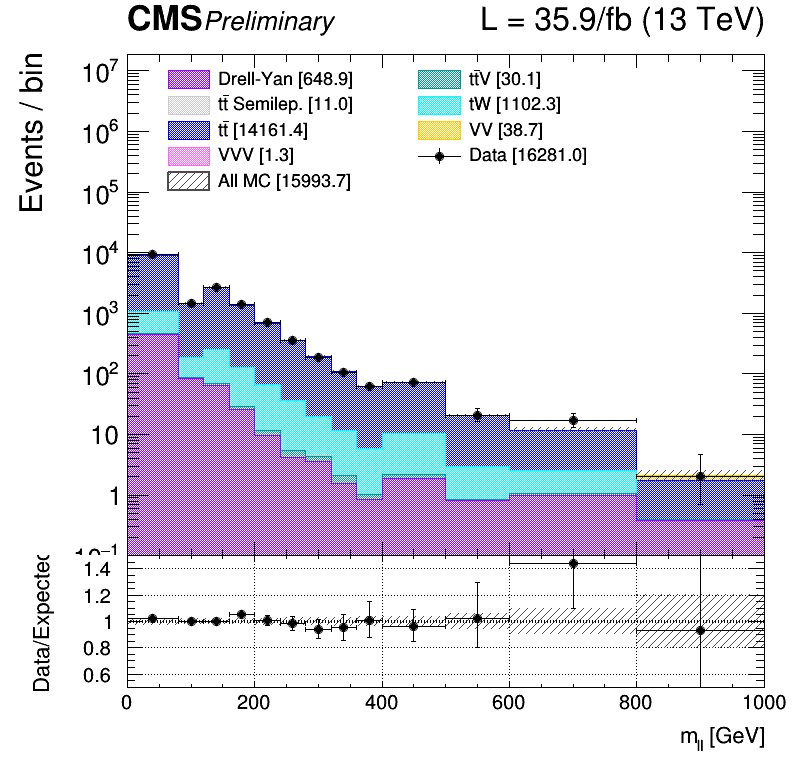 CMS Preliminary L = 35.9/fb (13 TeV)
Events / bin
Drell-Yan [648.9]
tt̄ Semilep. [11.0]
tt̄ [14161.4]
VVV [1.3]
All MC [15993.7]
tt̄V [30.1]
tW [1102.3]
VV [38.7]
Data [16281.0]
10⁷
10⁶
10⁵
10⁴
10³
10²
10
1
10⁻¹
Data/Expected
1.4
1.2
1
0.8
0.6
0 200 400 600 800 1000
m_ll [GeV]